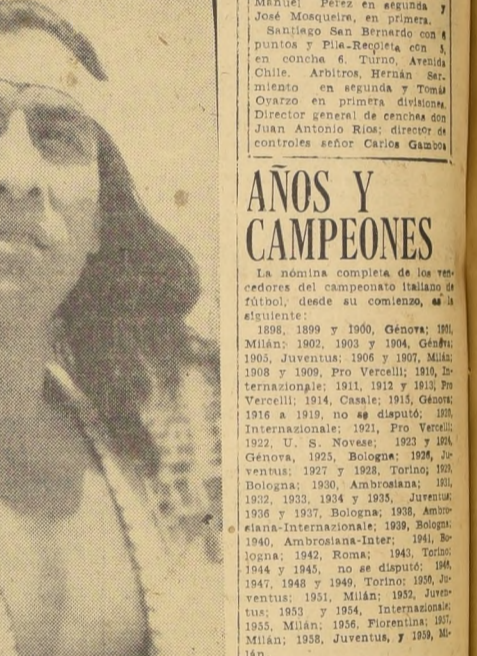 Manuel Perez en segunda y
José Mosqueira, en primera.
Santiago San Bernardo con 6
puntos y Pila-Recoleta con 5,
en concha 6. Turno, Avenida
Chile. Arbitros, Hernán Sar-
miento en segunda y Tomás
Oyarzo en primera divisiones.
Director general de cenchas don
Juan Antonio Rios; director de
controles señor Carlos Gamboa
AÑOS Y
CAMPEONES
La nómina completa de los ven-
cedores del campeonato italiano de
fútbol, desde su comienzo, es la
siguiente:
1898, 1899 y 1900, Génova; 1901,
Milán; 1902, 1903 y 1904, Génova;
1905, Juventus; 1906 y 1907, Milán;
1908 y 1909, Pro Vercelli; 1910, In-
ternazionale; 1911, 1912 y 1913, Pro
Vercelli; 1914, Casale; 1915, Génova;
1916 a 1919, no se disputó; 1920,
Internazionale; 1921, Pro Vercelli;
1922, U. S. Novese; 1923 y 1924,
Génova, 1925, Bologna; 1926, Ju-
ventus; 1927 y 1928, Torino; 1929,
Bologna; 1930, Ambrosiana; 1931,
1932, 1933, 1934 y 1935, Juventus;
1936 y 1937, Bologna; 1938, Ambro-
siana-Internazionale; 1939, Bologna;
1940, Ambrosiana-Inter; 1941, Bo-
logna; 1942, Roma; 1943, Torino;
1944 y 1945, no se disputó; 1946,
1947, 1948 y 1949, Torino; 1950, Ju-
ventus; 1951, Milán; 1952, Juven-
tus; 1953 y 1954, Internazionale;
1955, Milán; 1956, Fiorentina; 1957,
Milán; 1958, Juventus, y 1959, Mi-
lán.